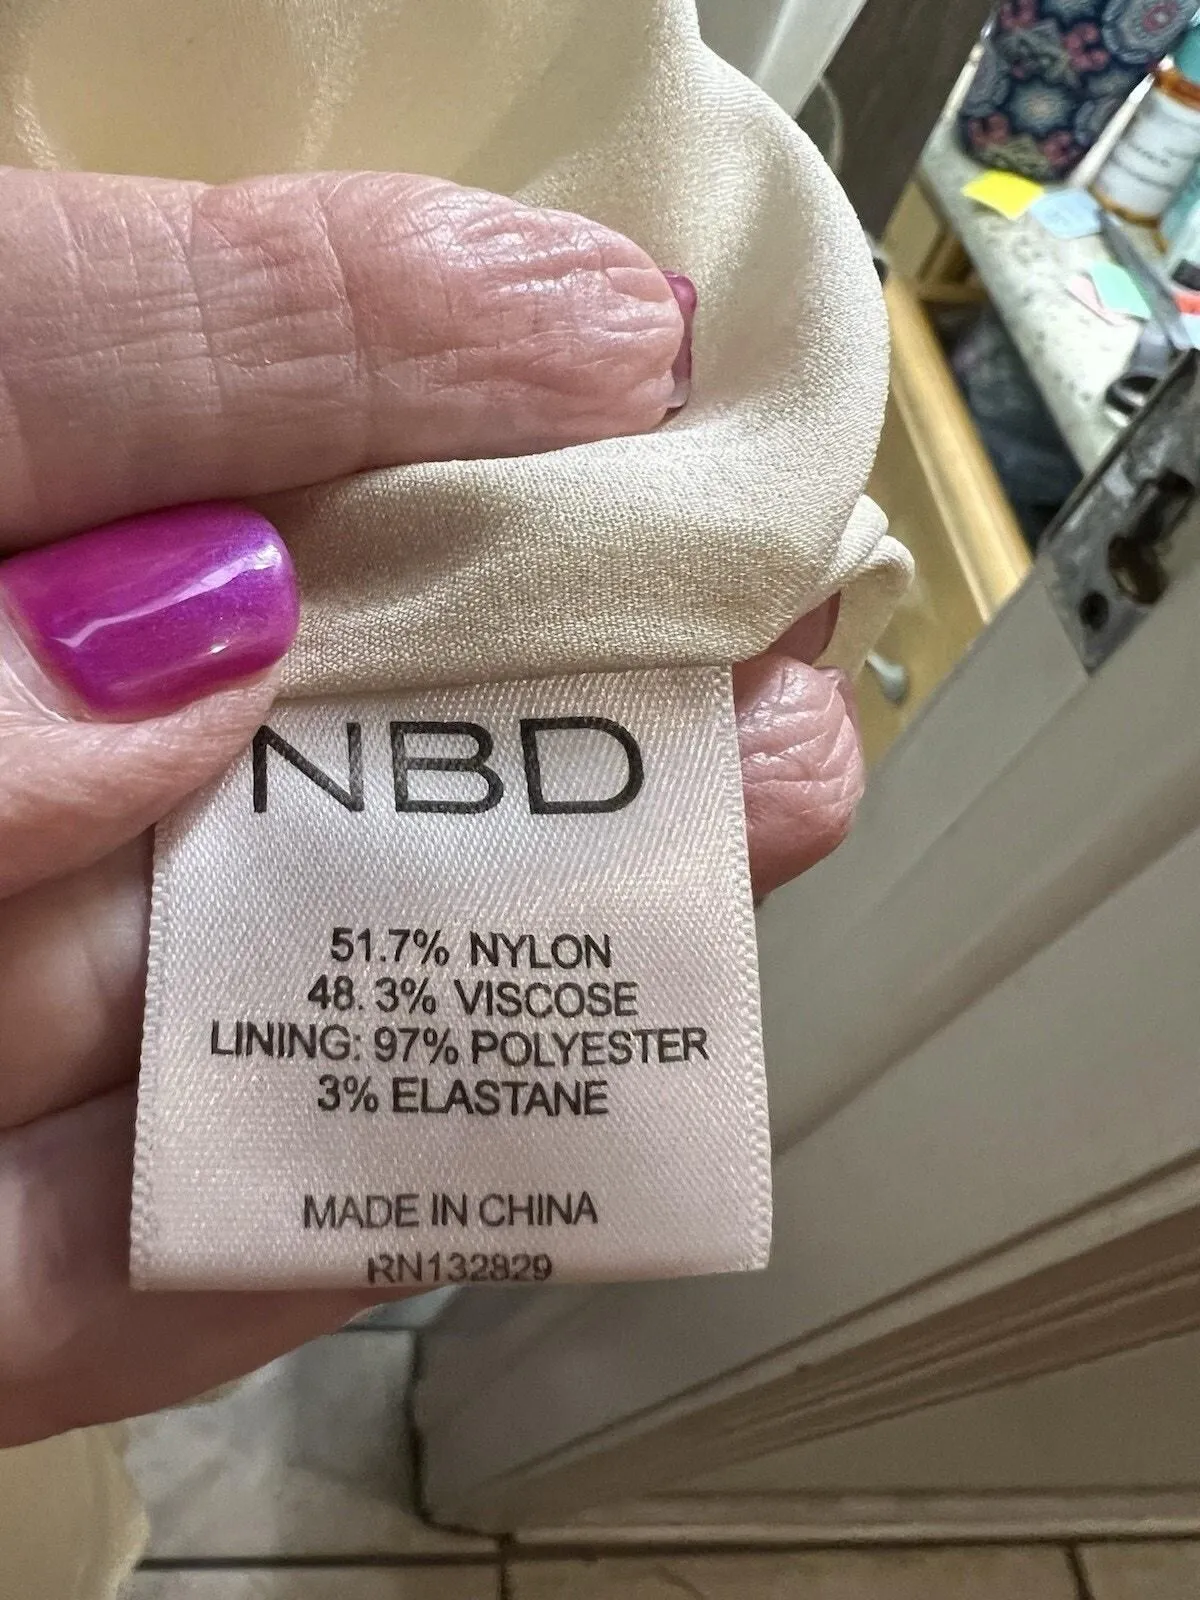 NBD
51.7% NYLON
48.3% VISCOSE
LINING: 97% POLYESTER
3% ELASTANE
MADE IN CHINA
RN132829